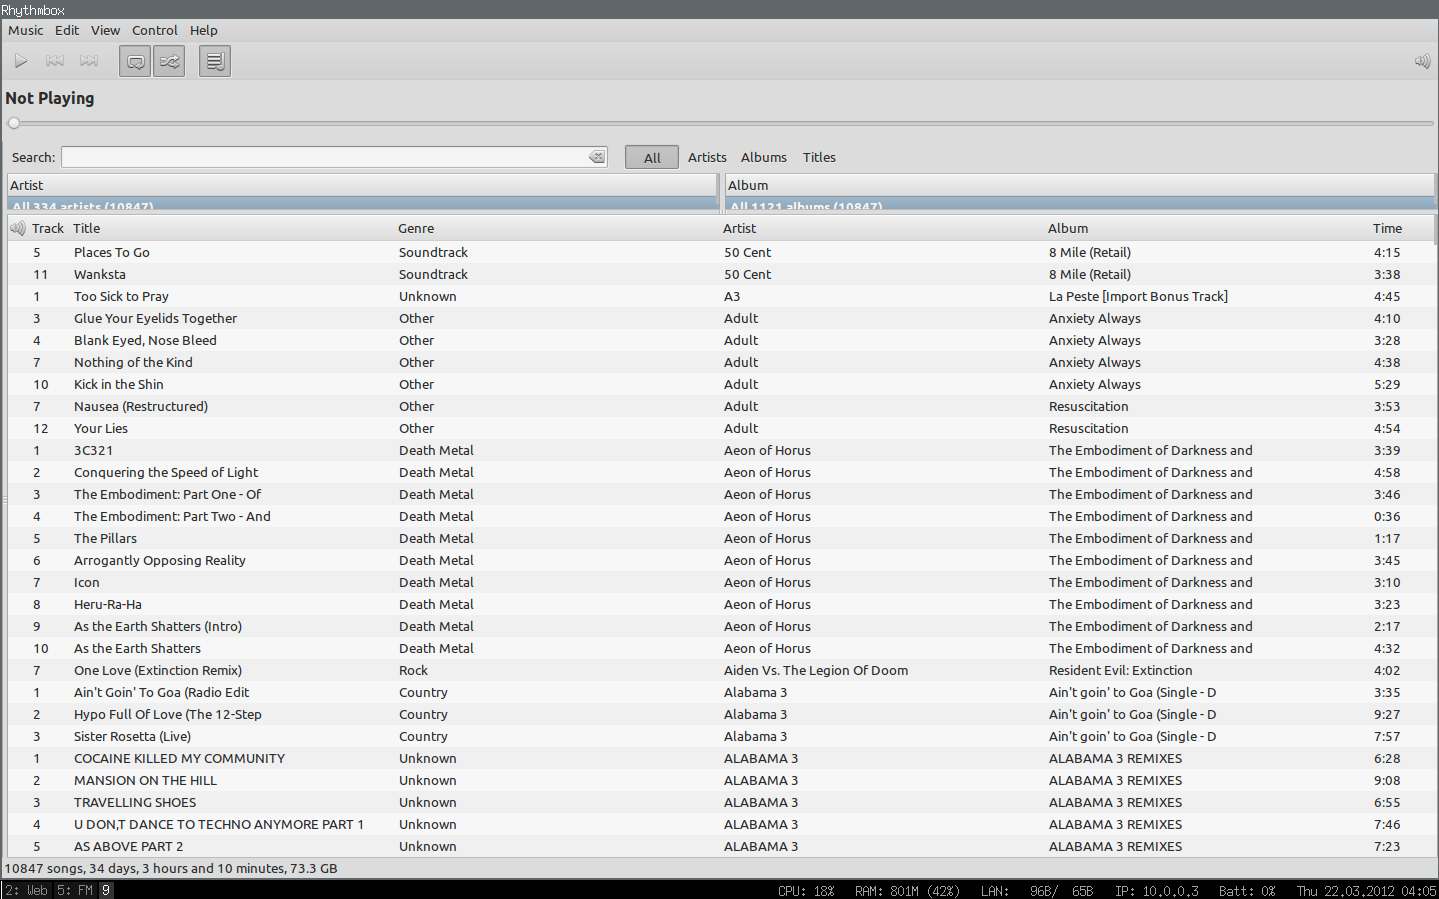 Rhythmbox
Music Edit View Control Help
Not Playing
Search: All Artists Albums Titles
Artist Album
All 334 artists (10847) All 1121 albums (10847)
Track Title Genre Artist Album Time
5 Places To Go Soundtrack 50 Cent 8 Mile (Retail) 4:15
11 Wanksta Soundtrack 50 Cent 8 Mile (Retail) 3:38
1 Too Sick to Pray Unknown A3 La Peste [Import Bonus Track] 4:45
3 Glue Your Eyelids Together Other Adult Anxiety Always 4:10
4 Blank Eyed, Nose Bleed Other Adult Anxiety Always 3:28
7 Nothing of the Kind Other Adult Anxiety Always 4:38
10 Kick in the Shin Other Adult Anxiety Always 5:29
7 Nausea (Restructured) Other Adult Resuscitation 3:53
12 Your Lies Other Adult Resuscitation 4:54
1 3C321 Death Metal Aeon of Horus The Embodiment of Darkness and 3:39
2 Conquering the Speed of Light Death Metal Aeon of Horus The Embodiment of Darkness and 4:58
3 The Embodiment: Part One - Of Death Metal Aeon of Horus The Embodiment of Darkness and 3:46
4 The Embodiment: Part Two - And Death Metal Aeon of Horus The Embodiment of Darkness and 0:36
5 The Pillars Death Metal Aeon of Horus The Embodiment of Darkness and 1:17
6 Arrogantly Opposing Reality Death Metal Aeon of Horus The Embodiment of Darkness and 3:45
7 Icon Death Metal Aeon of Horus The Embodiment of Darkness and 3:10
8 Heru-Ra-Ha Death Metal Aeon of Horus The Embodiment of Darkness and 3:23
9 As the Earth Shatters (Intro) Death Metal Aeon of Horus The Embodiment of Darkness and 2:17
10 As the Earth Shatters Death Metal Aeon of Horus The Embodiment of Darkness and 4:32
7 One Love (Extinction Remix) Rock Aiden Vs. The Legion Of Doom Resident Evil: Extinction 4:02
1 Ain't Goin' To Goa (Radio Edit Country Alabama 3 Ain't goin' to Goa (Single - D 3:35
2 Hypo Full Of Love (The 12-Step Country Alabama 3 Ain't goin' to Goa (Single - D 9:27
3 Sister Rosetta (Live) Country Alabama 3 Ain't goin' to Goa (Single - D 7:57
1 COCAINE KILLED MY COMMUNITY Unknown ALABAMA 3 ALABAMA 3 REMIXES 6:28
2 MANSION ON THE HILL Unknown ALABAMA 3 ALABAMA 3 REMIXES 9:08
3 TRAVELLING SHOES Unknown ALABAMA 3 ALABAMA 3 REMIXES 6:55
4 U DON,T DANCE TO TECHNO ANYMORE PART 1 Unknown ALABAMA 3 ALABAMA 3 REMIXES 7:46
5 AS ABOVE PART 2 Unknown ALABAMA 3 ALABAMA 3 REMIXES 7:23
10847 songs, 34 days, 3 hours and 10 minutes, 73.3 GB
2: Web 5: FM 9 CPU: 18% RAM: 801M (42%) LAN: 96B/ 65B IP: 10.0.0.3 Batt: 0% Thu 22.03.2012 04:05